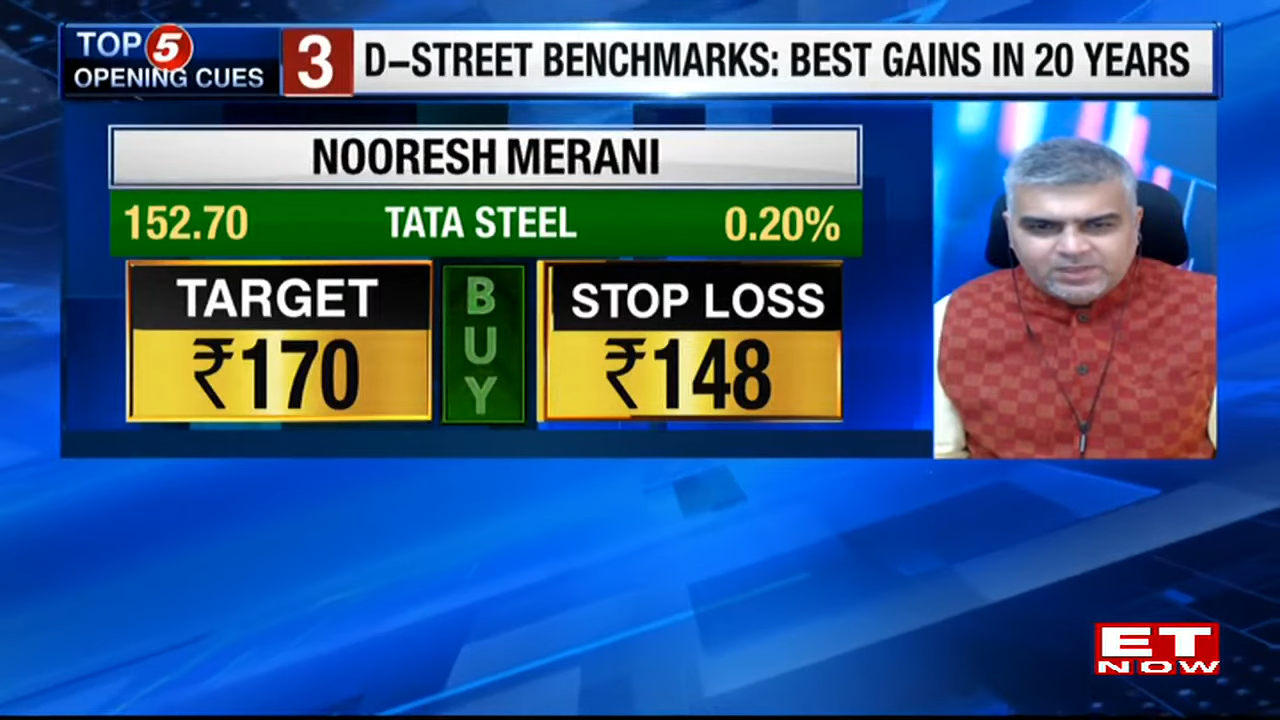 TOP 5
OPENING CUES
3
D-STREET BENCHMARKS: BEST GAINS IN 20 YEARS
NOORESH MERANI
152.70 TATA STEEL 0.20%
TARGET
₹170
BUY
STOP LOSS
₹148
ET
NOW